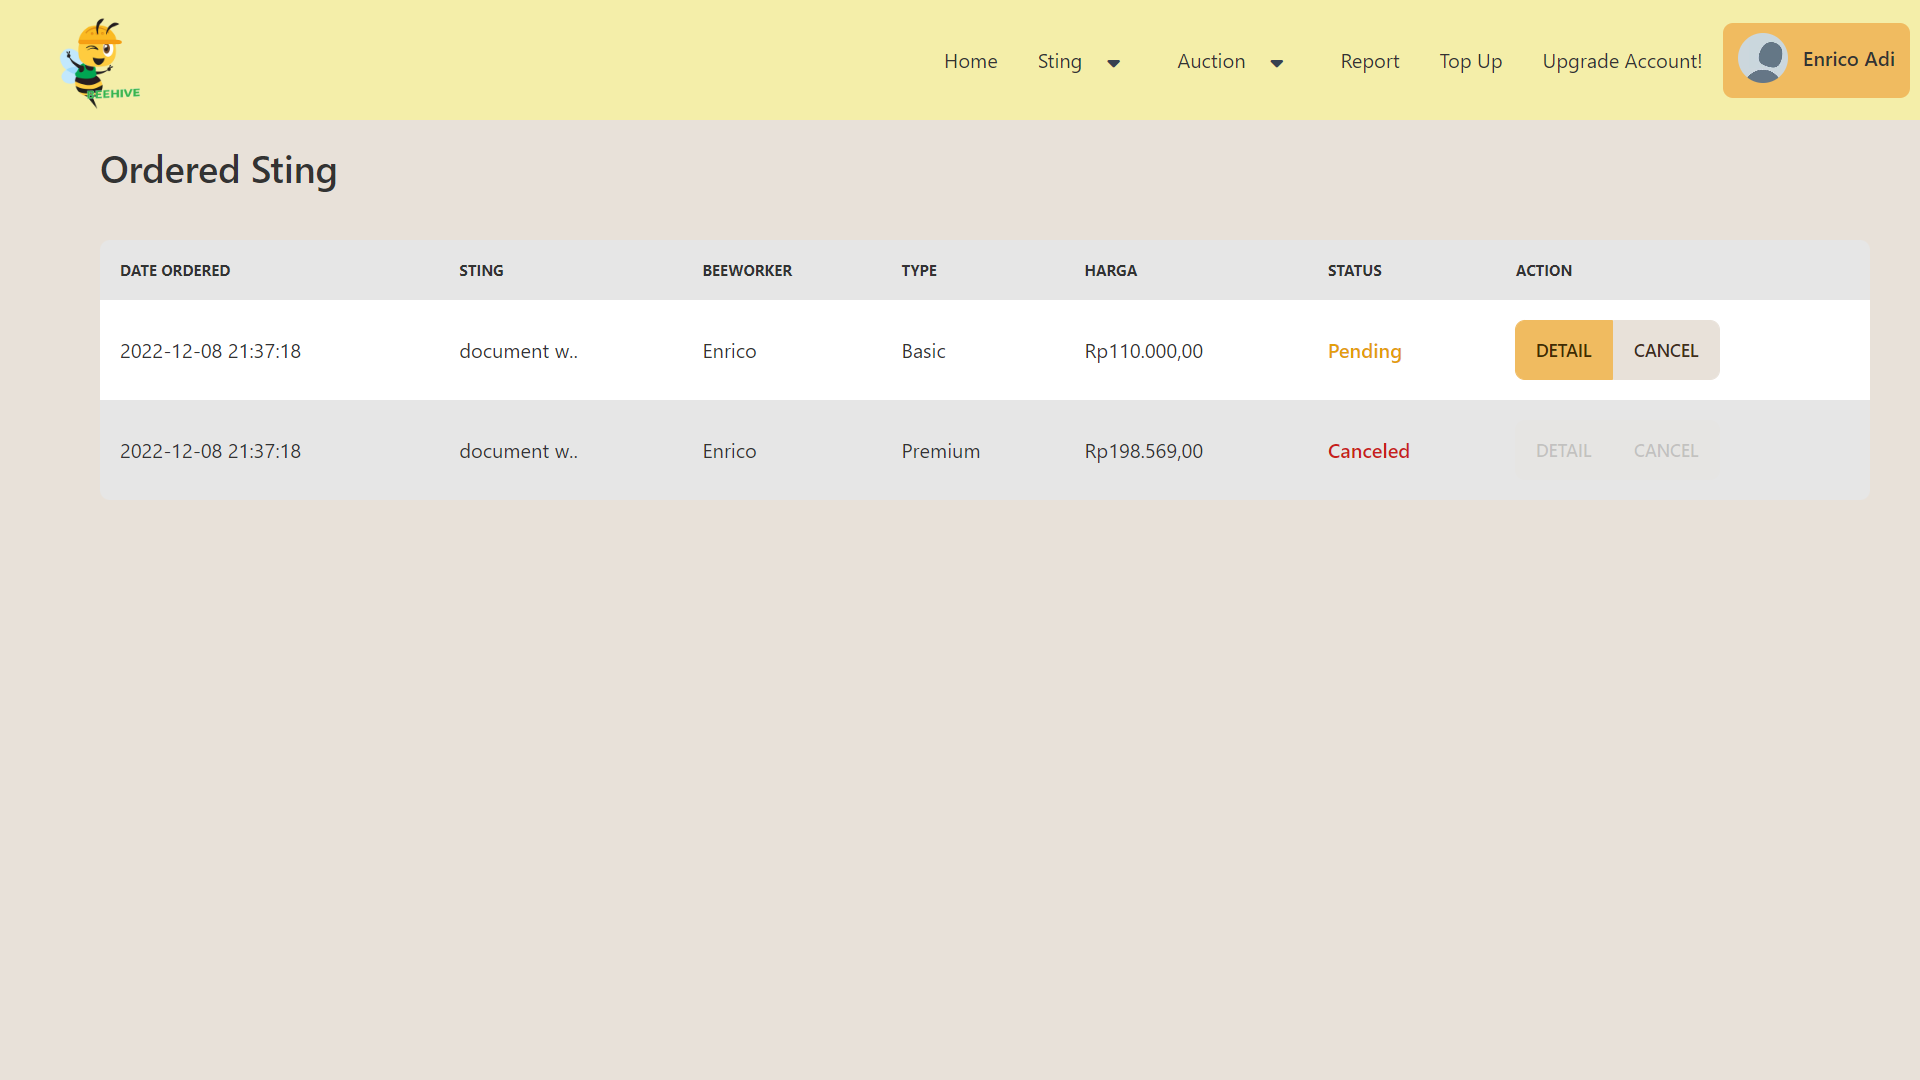 BEEHIVE
Home Sting Auction Report Top Up Upgrade Account! Enrico Adi
Ordered Sting
DATE ORDERED STING BEEWORKER TYPE HARGA STATUS ACTION
2022-12-08 21:37:18 document w.. Enrico Basic Rp110.000,00 Pending DETAIL CANCEL
2022-12-08 21:37:18 document w.. Enrico Premium Rp198.569,00 Canceled DETAIL CANCEL